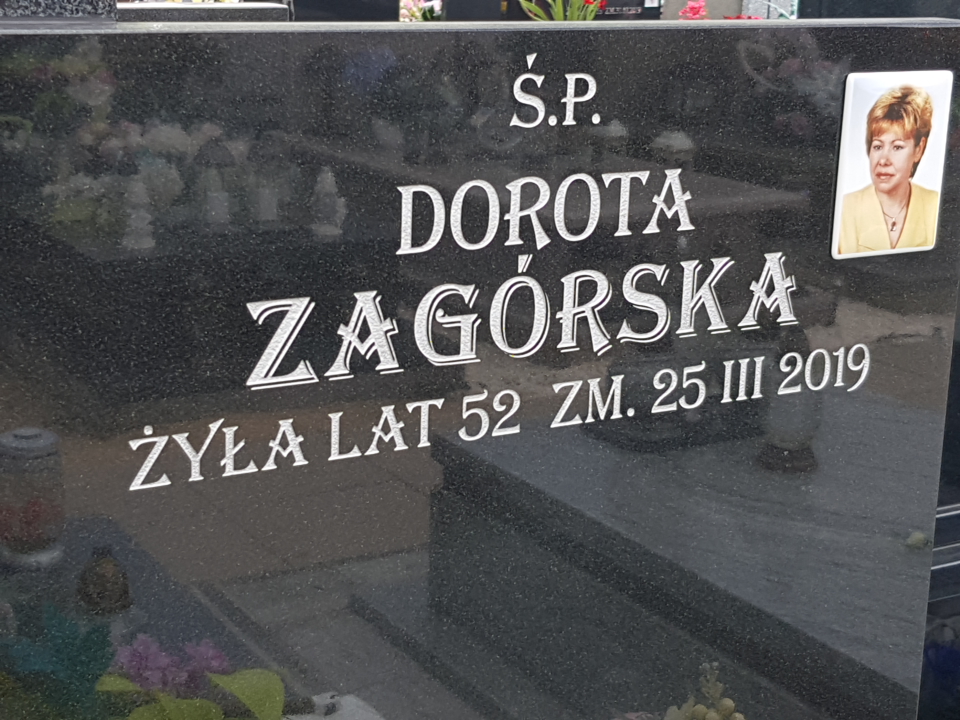 Ś.P.
DOROTA
ZAGÓRSKA
ŻYŁA LAT 52 ZM. 25 III 2019